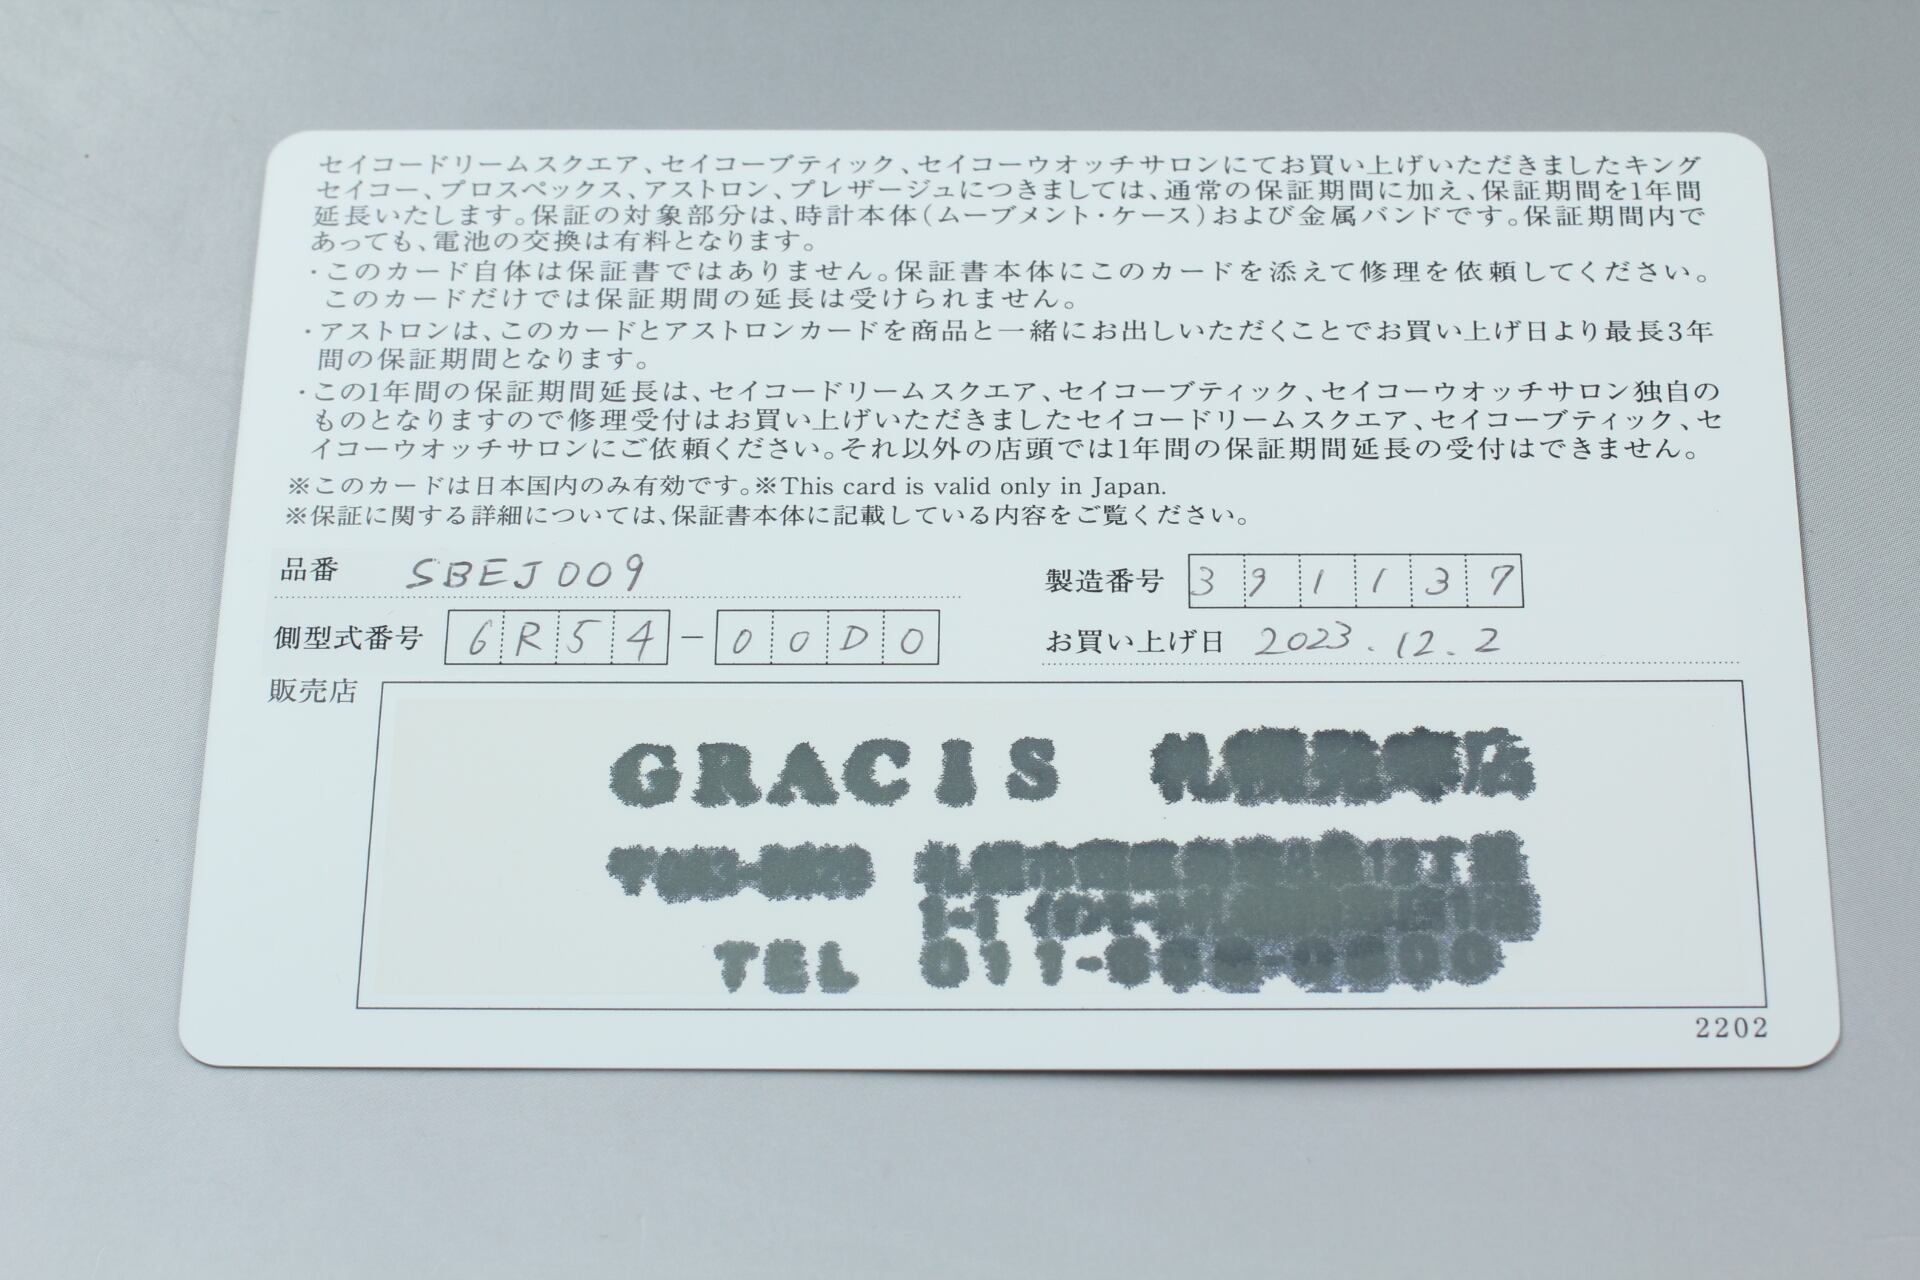 セイコードリームスクエア、セイコーブティック、セイコーウオッチサロンにてお買い上げいただきましたキング
セイコー、プロスペックス、アストロン、プレザージュにつきましては、通常の保証期間に加え、保証期間を1年間
延長いたします。保証の対象部分は、時計本体(ムーブメント・ケース)および金属バンドです。保証期間内で
あっても、電池の交換は有料となります。
・このカード自体は保証書ではありません。保証書本体にこのカードを添えて修理を依頼してください。
このカードだけでは保証期間の延長は受けられません。
・アストロンは、このカードとアストロンカードを商品と一緒にお出しいただくことでお買い上げ日より最長3年
間の保証期間となります。
・この1年間の保証期間延長は、セイコードリームスクエア、セイコーブティック、セイコーウオッチサロン独自の
ものとなりますので修理受付はお買い上げいただきましたセイコードリームスクエア、セイコーブティック、セ
イコーウオッチサロンにご依頼ください。それ以外の店頭では1年間の保証期間延長の受付はできません。
※このカードは日本国内のみ有効です。※This card is valid only in Japan.
※保証に関する詳細については、保証書本体に記載している内容をご覧ください。
品番 SBEJ009 製造番号 391137
側型式番号 6R54-00D0 お買い上げ日 2023.12.2
販売店
GRACIS
TEL
2202